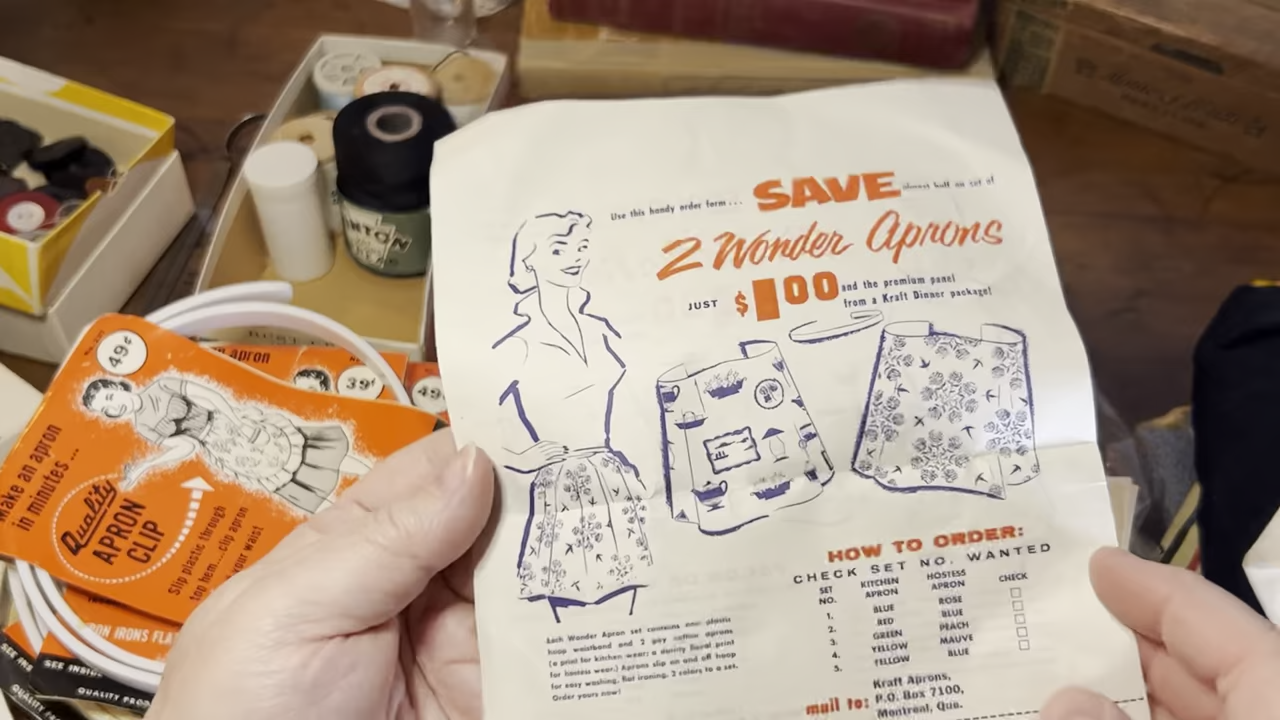 Use this handy order form... SAVE almost half on set of
2 Wonder Aprons
JUST $1.00 and the premium panel
from a Kraft Dinner package!
HOW TO ORDER:
CHECK SET NO. WANTED
SET NO. KITCHEN APRON HOSTESS APRON CHECK
1. BLUE ROSE
2. RED BLUE
3. GREEN PEACH
4. YELLOW MAUVE
5. YELLOW BLUE
Each Wonder Apron set contains one plastic
hoop waistband and 2 gay cotton aprons
(a print for kitchen wear; a dainty floral print
for hostess wear.) Aprons slip on and off hoop
for easy washing, flat ironing. 2 colors to a set.
Order yours now!
mail to: Kraft Aprons,
P.O. Box 7100,
Montreal, Que.
49¢
Make an apron
in minutes...
Quality
APRON
CLIP
Slip plastic through
top hem...clip apron
your waist
apron
39¢
49¢
IRONS
SEE INSIDE
QUALITY